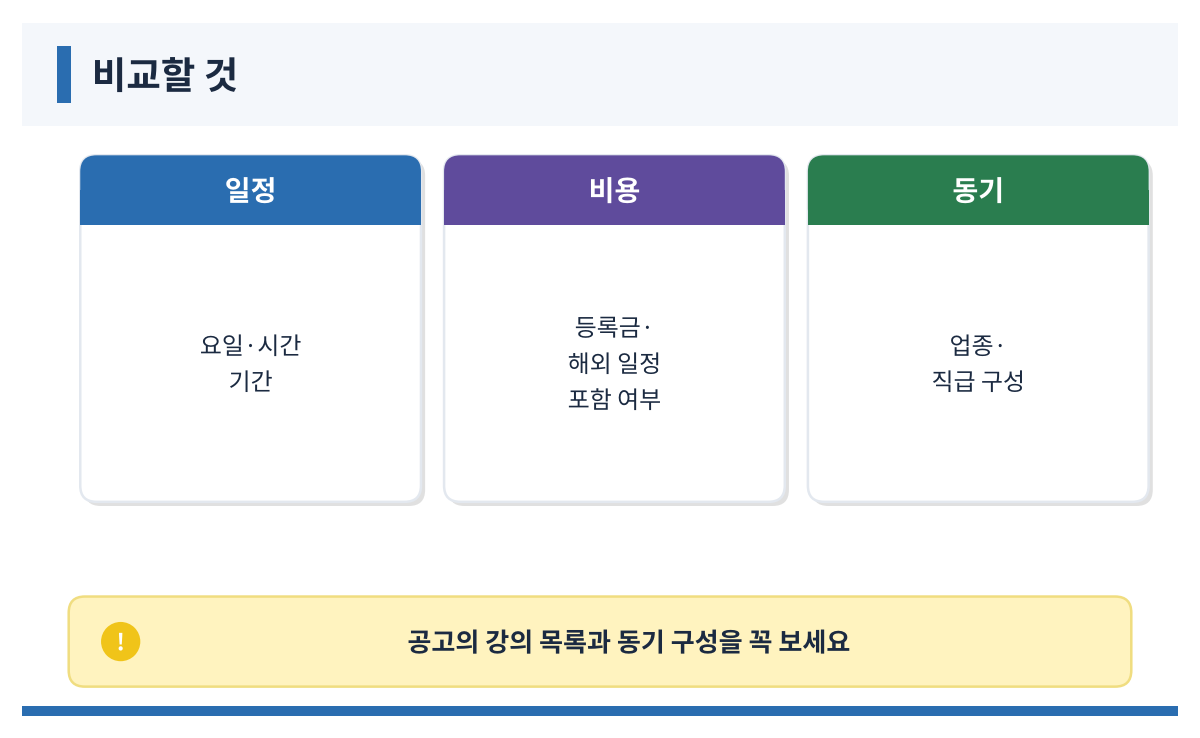 비교할 것
일정
요일·시간
기간
비용
등록금·
해외 일정
포함 여부
동기
업종·
직급 구성
!
공고의 강의 목록과 동기 구성을 꼭 보세요